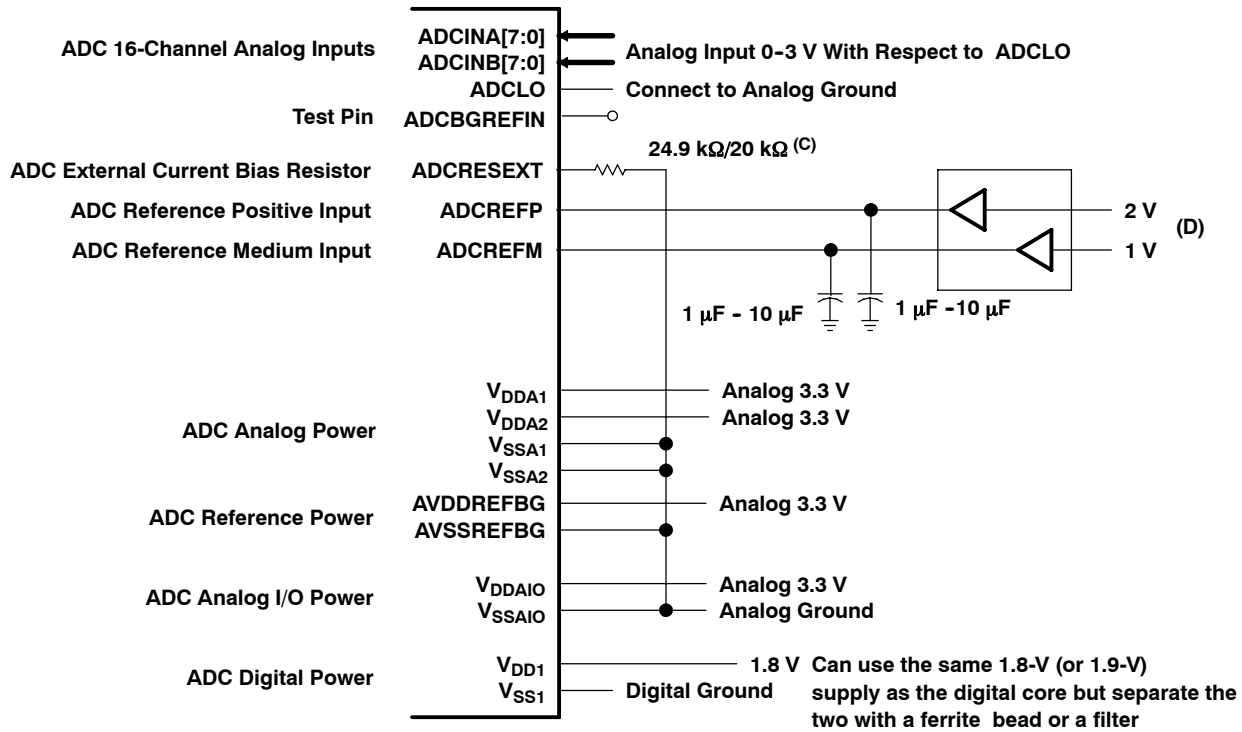 ADC 16-Channel Analog Inputs
ADCINA[7:0]
ADCINB[7:0]
Analog Input 0-3 V With Respect to ADCLO
ADCLO
Connect to Analog Ground
Test Pin
ADCBGREFIN
24.9 kΩ/20 kΩ (C)
ADC External Current Bias Resistor
ADCRESEXT
ADC Reference Positive Input
ADCREFP
2 V
(D)
ADC Reference Medium Input
ADCREFM
1 V
1 μF - 10 μF
1 μF -10 μF
VDDA1
Analog 3.3 V
VDDA2
Analog 3.3 V
ADC Analog Power
VSSA1
VSSA2
AVDDREFBG
Analog 3.3 V
ADC Reference Power
AVSSREFBG
VDDAIO
Analog 3.3 V
ADC Analog I/O Power
VSSAIO
Analog Ground
ADC Digital Power
VDD1
1.8 V Can use the same 1.8-V (or 1.9-V)
supply as the digital core but separate the
two with a ferrite bead or a filter
VSS1
Digital Ground